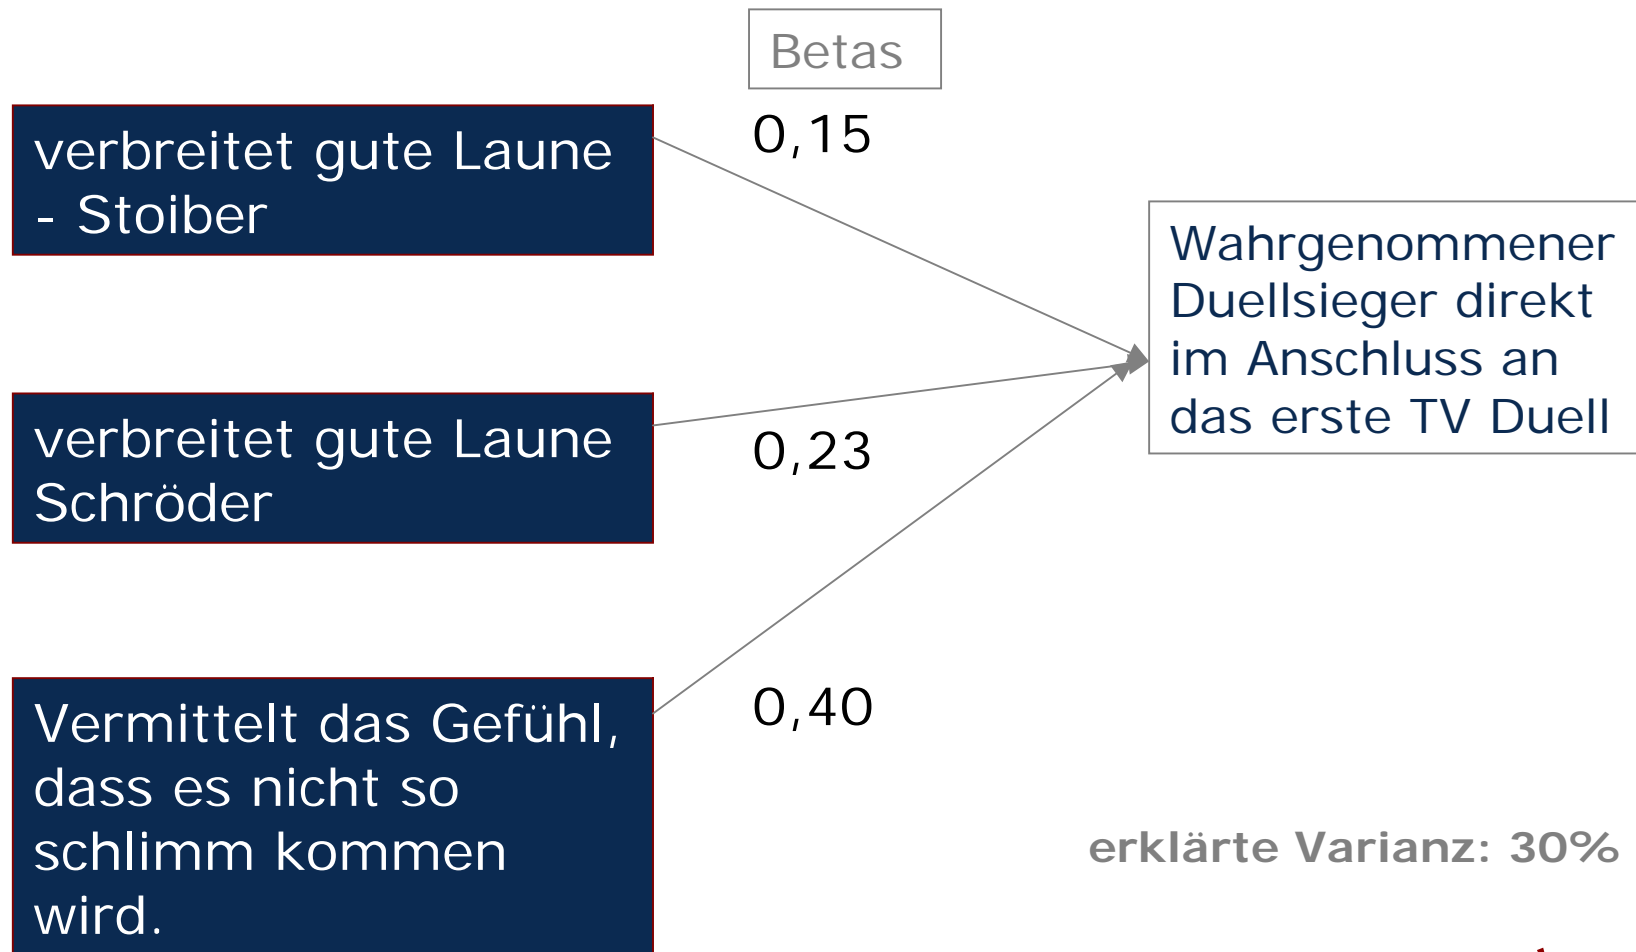 Betas
verbreitet gute Laune
- Stoiber
0,15
Wahrgenommener
Duellsieger direkt
im Anschluss an
das erste TV Duell
verbreitet gute Laune
Schröder
0,23
Vermittelt das Gefühl,
dass es nicht so
schlimm kommen
wird.
0,40
erklärte Varianz: 30%